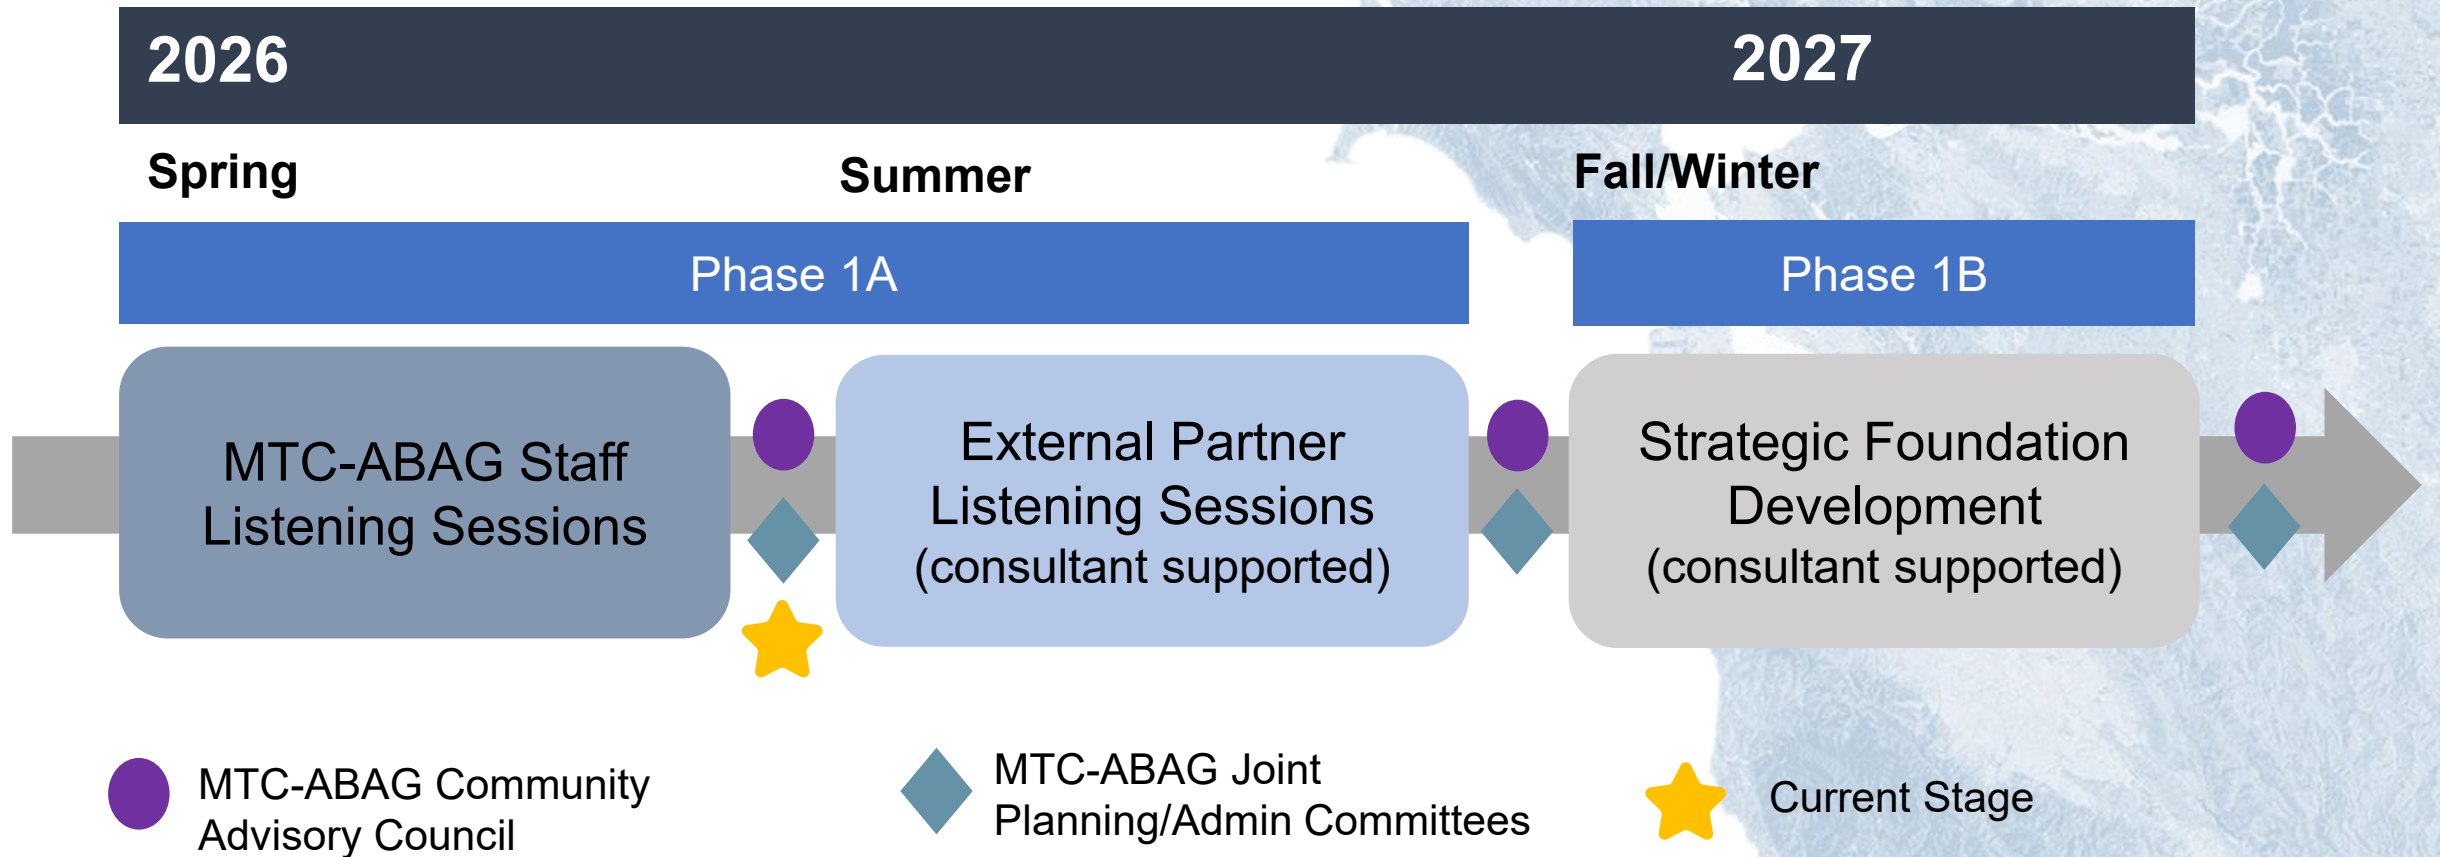 2026
2027
Spring
Summer
Fall/Winter
Phase 1A
Phase 1B
MTC-ABAG Staff
Listening Sessions
External Partner
Listening Sessions
(consultant supported)
Strategic Foundation
Development
(consultant supported)
MTC-ABAG Community
Advisory Council
MTC-ABAG Joint
Planning/Admin Committees
Current Stage